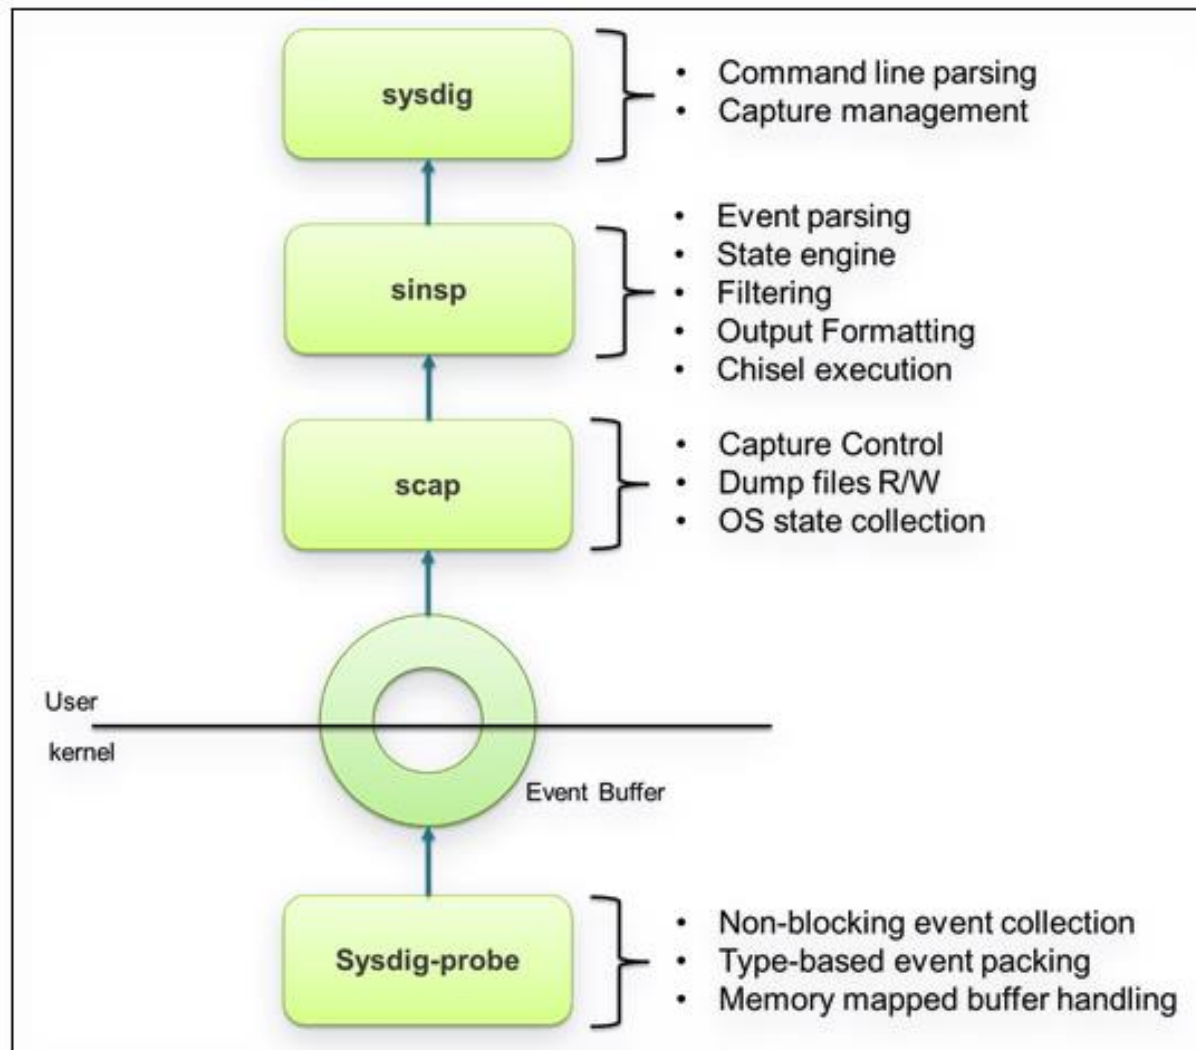 sysdig
• Command line parsing
• Capture management
sinsp
• Event parsing
• State engine
• Filtering
• Output Formatting
• Chisel execution
scap
• Capture Control
• Dump files R/W
• OS state collection
User
kernel
Event Buffer
Sysdig-probe
• Non-blocking event collection
• Type-based event packing
• Memory mapped buffer handling